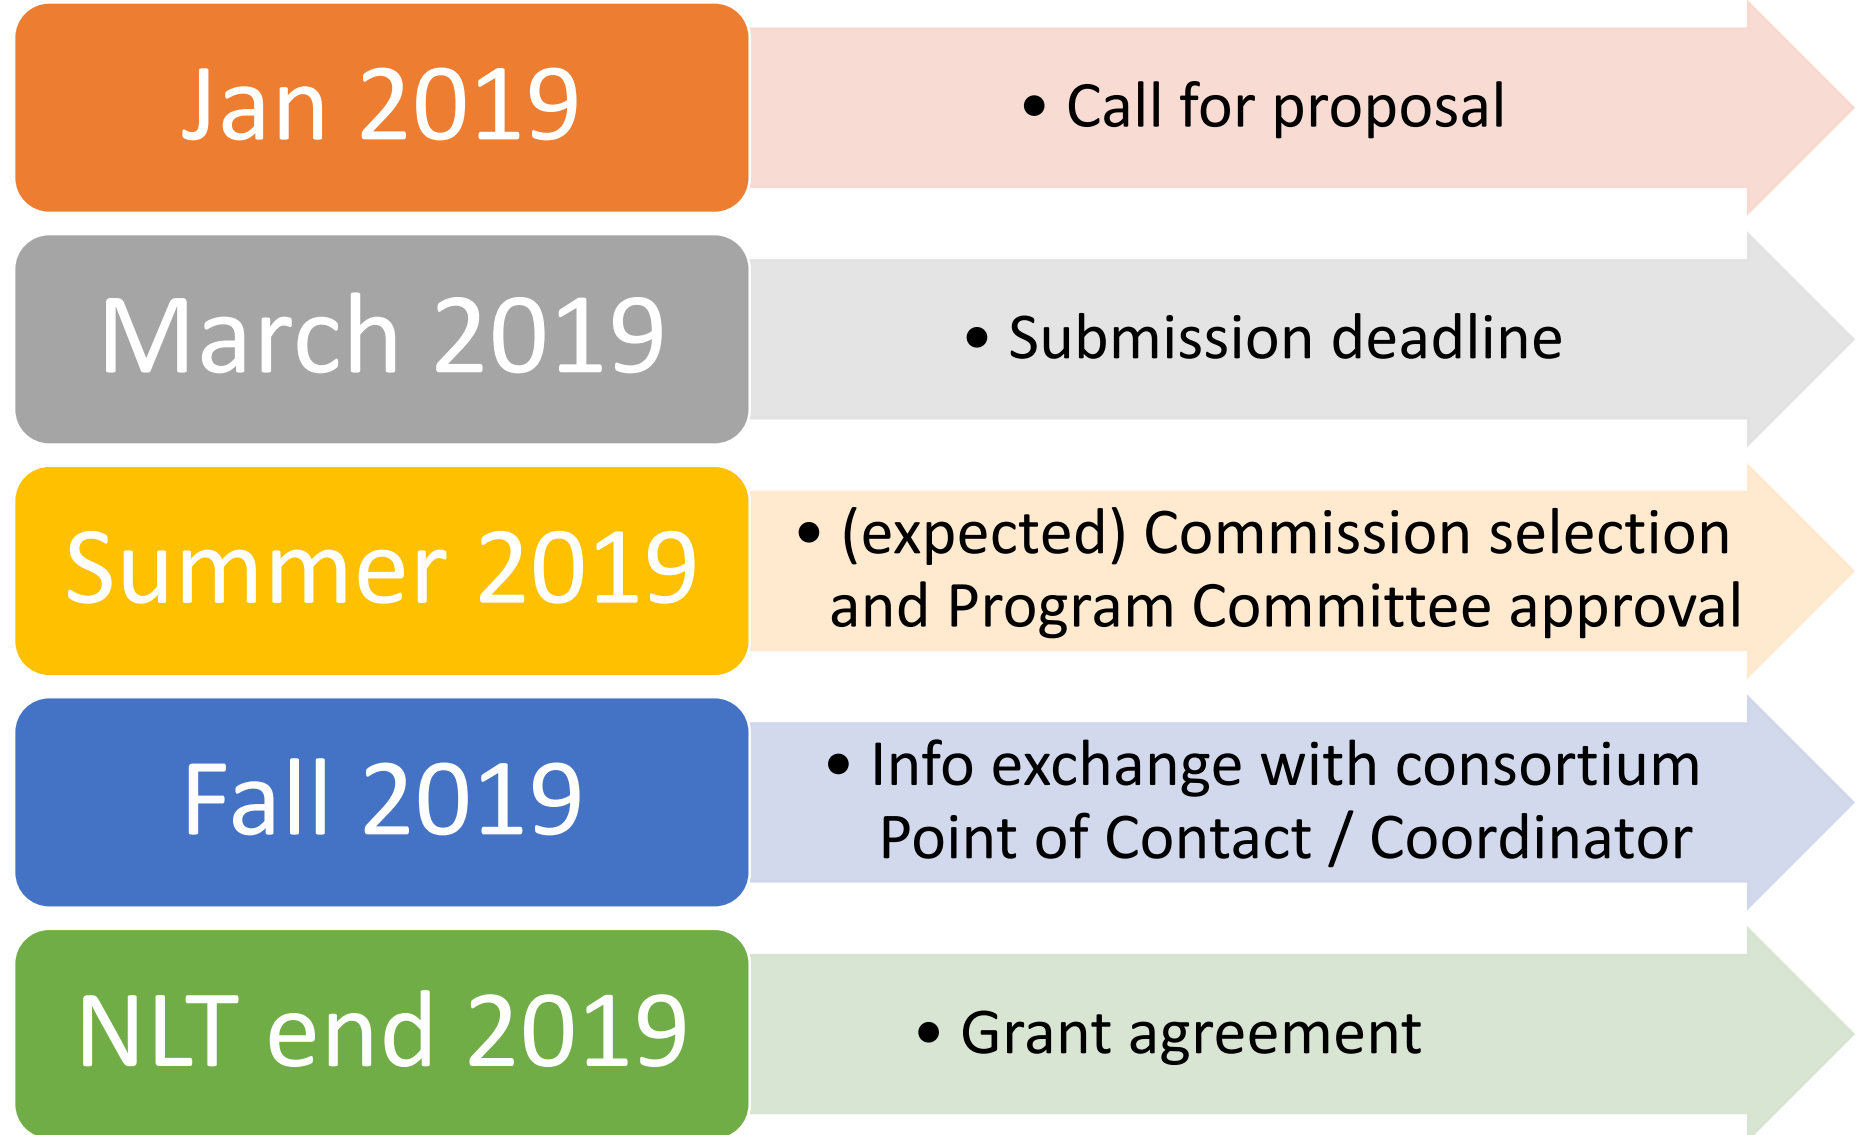 Jan 2019
• Call for proposal
March 2019
• Submission deadline
Summer 2019
• (expected) Commission selection
and Program Committee approval
Fall 2019
• Info exchange with consortium
Point of Contact / Coordinator
NLT end 2019
• Grant agreement